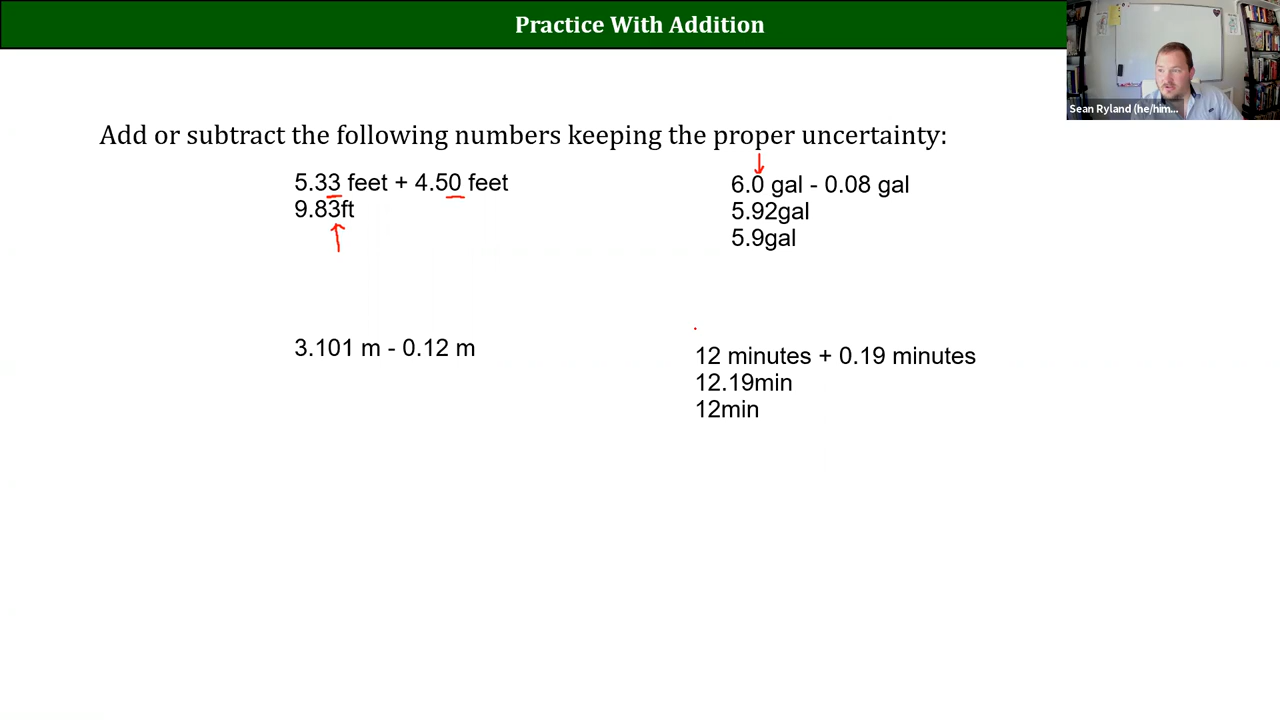 Practice With Addition
Sean Ryland (he/him...
Add or subtract the following numbers keeping the proper uncertainty:
5.33 feet + 4.50 feet
9.83ft
6.0 gal - 0.08 gal
5.92gal
5.9gal
3.101 m - 0.12 m
12 minutes + 0.19 minutes
12.19min
12min